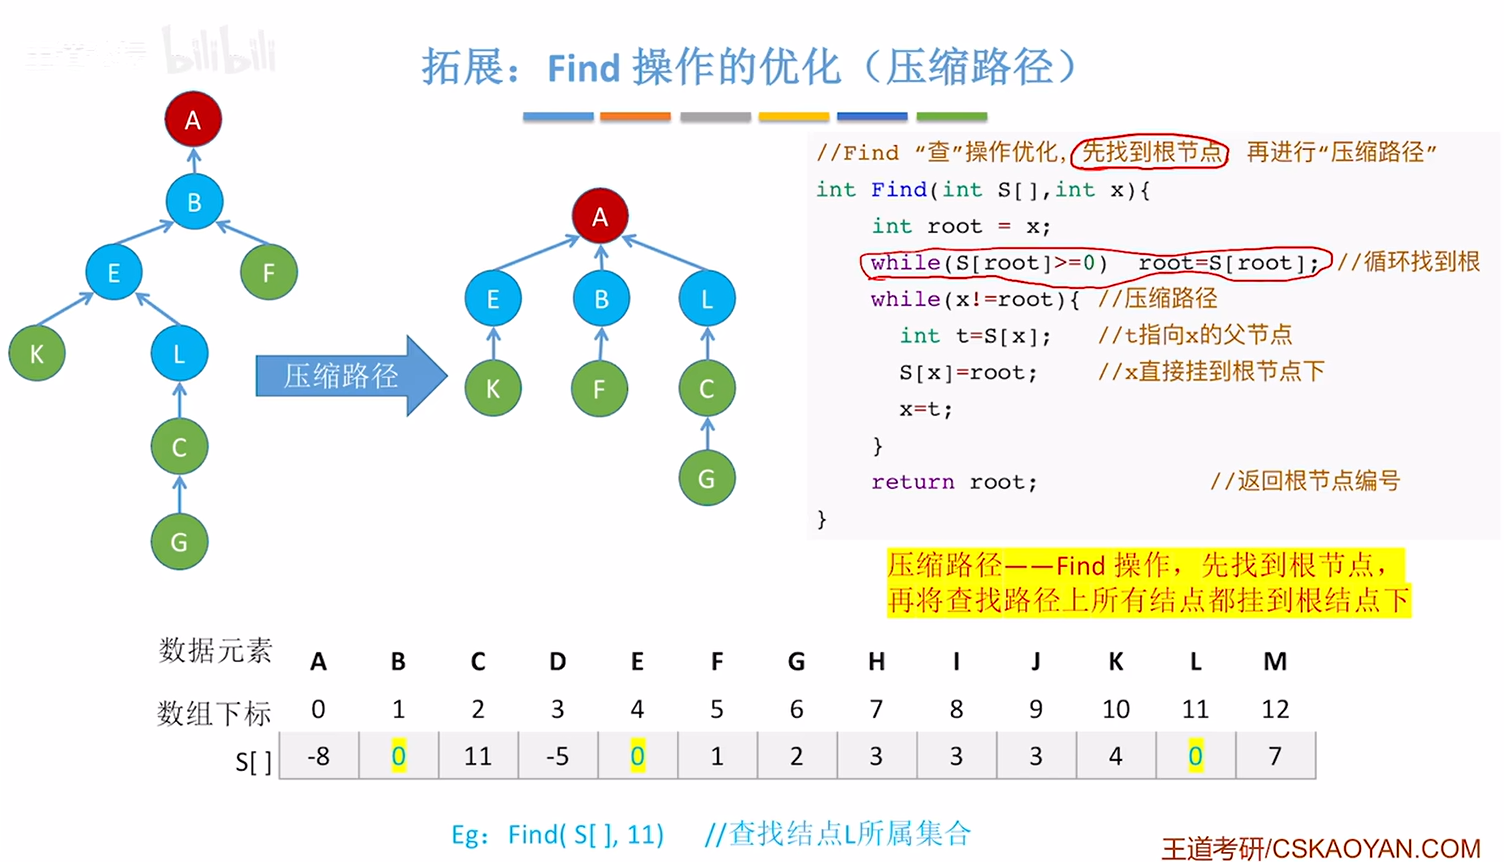 bilibili
拓展：Find 操作的优化（压缩路径）
A
B
E
F
K
L
C
G
压缩路径
A
E
B
L
K
F
C
G
//Find “查”操作优化，先找到根节点，再进行“压缩路径”
int Find(int S[],int x){
int root = x;
while(S[root]>=0) root=S[root]; //循环找到根
while(x!=root){ //压缩路径
int t=S[x]; //t指向x的父节点
S[x]=root; //x直接挂到根节点下
x=t;
}
return root; //返回根节点编号
}
压缩路径——Find 操作，先找到根节点，
再将查找路径上所有结点都挂到根结点下
数据元素 A B C D E F G H I J K L M
数组下标 0 1 2 3 4 5 6 7 8 9 10 11 12
S[ ] -8 0 11 -5 0 1 2 3 3 3 4 0 7
Eg：Find( S[ ], 11) //查找结点L所属集合
王道考研/CSKAOYAN.COM